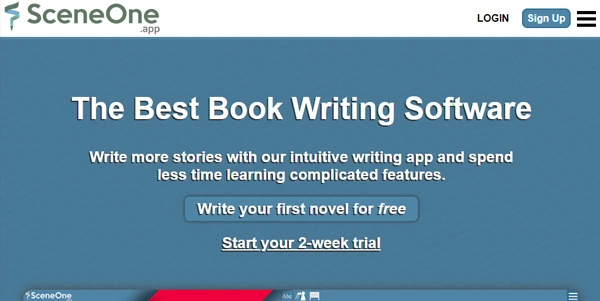 SceneOne
.app
LOGIN
Sign Up
The Best Book Writing Software
Write more stories with our intuitive writing app and spend
less time learning complicated features.
Write your first novel for free
Start your 2-week trial
SceneOne
Abc